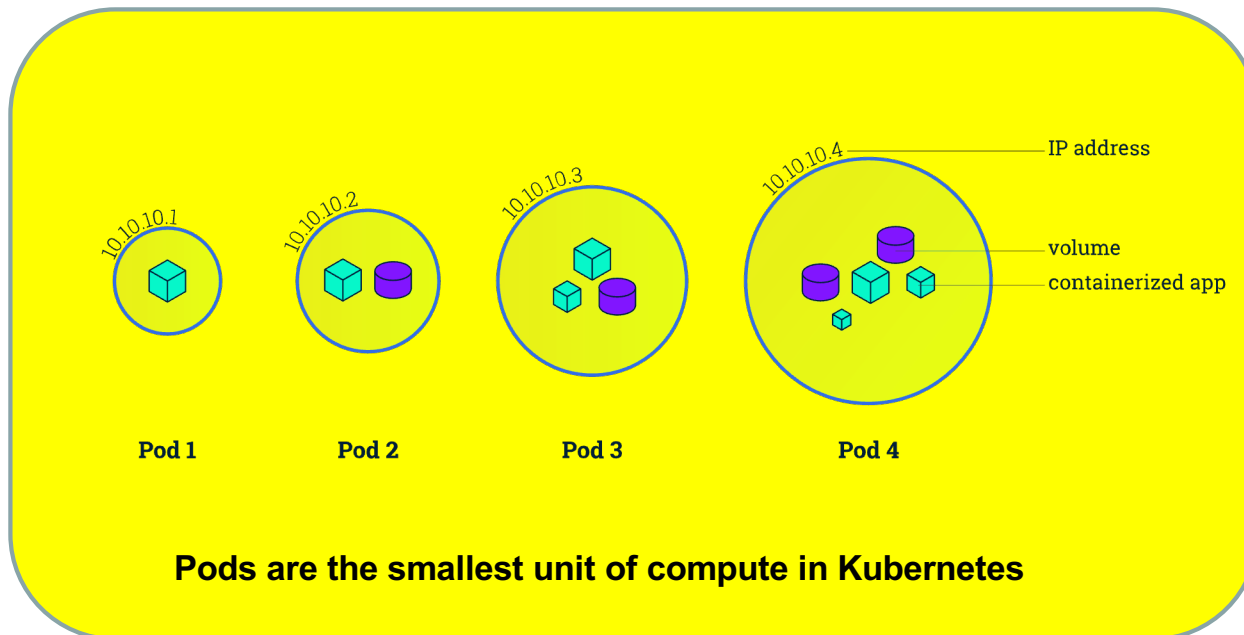 10.10.10.1
10.10.10.2
10.10.10.3
10.10.10.4
IP address
volume
containerized app
Pod 1
Pod 2
Pod 3
Pod 4
Pods are the smallest unit of compute in Kubernetes